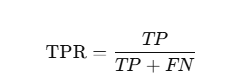 TPR = TP / (TP + FN)